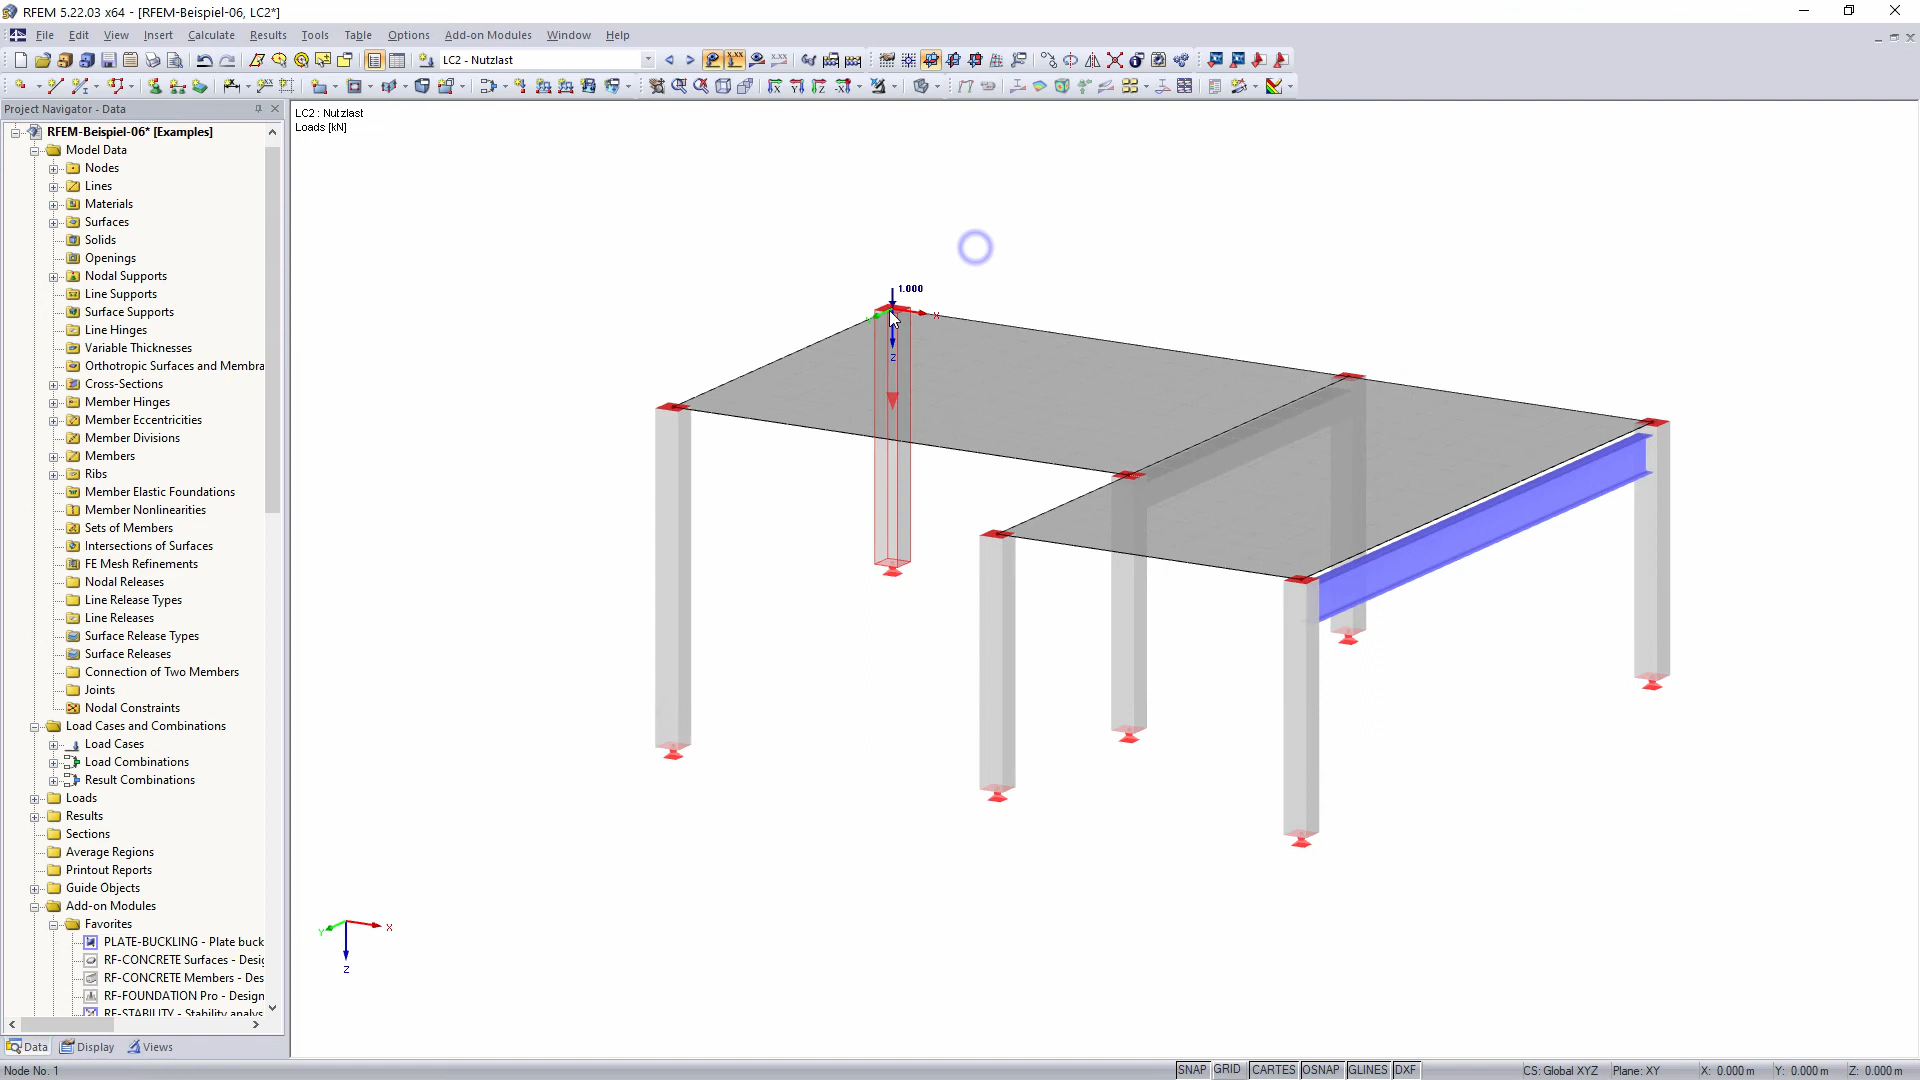 RFEM 5.22.03 x64 - [RFEM-Beispiel-06, LC2*]
File Edit View Insert Calculate Results Tools Table Options Add-on Modules Window Help
LC2 - Nutzlast
Project Navigator - Data
RFEM-Beispiel-06* [Examples]
Model Data
Nodes
Lines
Materials
Surfaces
Solids
Openings
Nodal Supports
Line Supports
Surface Supports
Line Hinges
Variable Thicknesses
Orthotropic Surfaces and Membra
Cross-Sections
Member Hinges
Member Eccentricities
Member Divisions
Members
Ribs
Member Elastic Foundations
Member Nonlinearities
Sets of Members
Intersections of Surfaces
FE Mesh Refinements
Nodal Releases
Line Release Types
Line Releases
Surface Release Types
Surface Releases
Connection of Two Members
Joints
Nodal Constraints
Load Cases and Combinations
Load Cases
Load Combinations
Result Combinations
Loads
Results
Sections
Average Regions
Printout Reports
Guide Objects
Add-on Modules
Favorites
PLATE-BUCKLING - Plate buck
RF-CONCRETE Surfaces - Desig
RF-CONCRETE Members - Des
RF-FOUNDATION Pro - Design
RF-STABILITY - Stability analys
Data Display Views
LC2 : Nutzlast
Loads [kN]
1.000
X
Y
Z
X
Y
Z
Node No. 1
SNAP GRID CARTES OSNAP GLINES DXF CS: Global XYZ Plane: XY X: 0.000 m Y: 0.000 m Z: 0.000 m